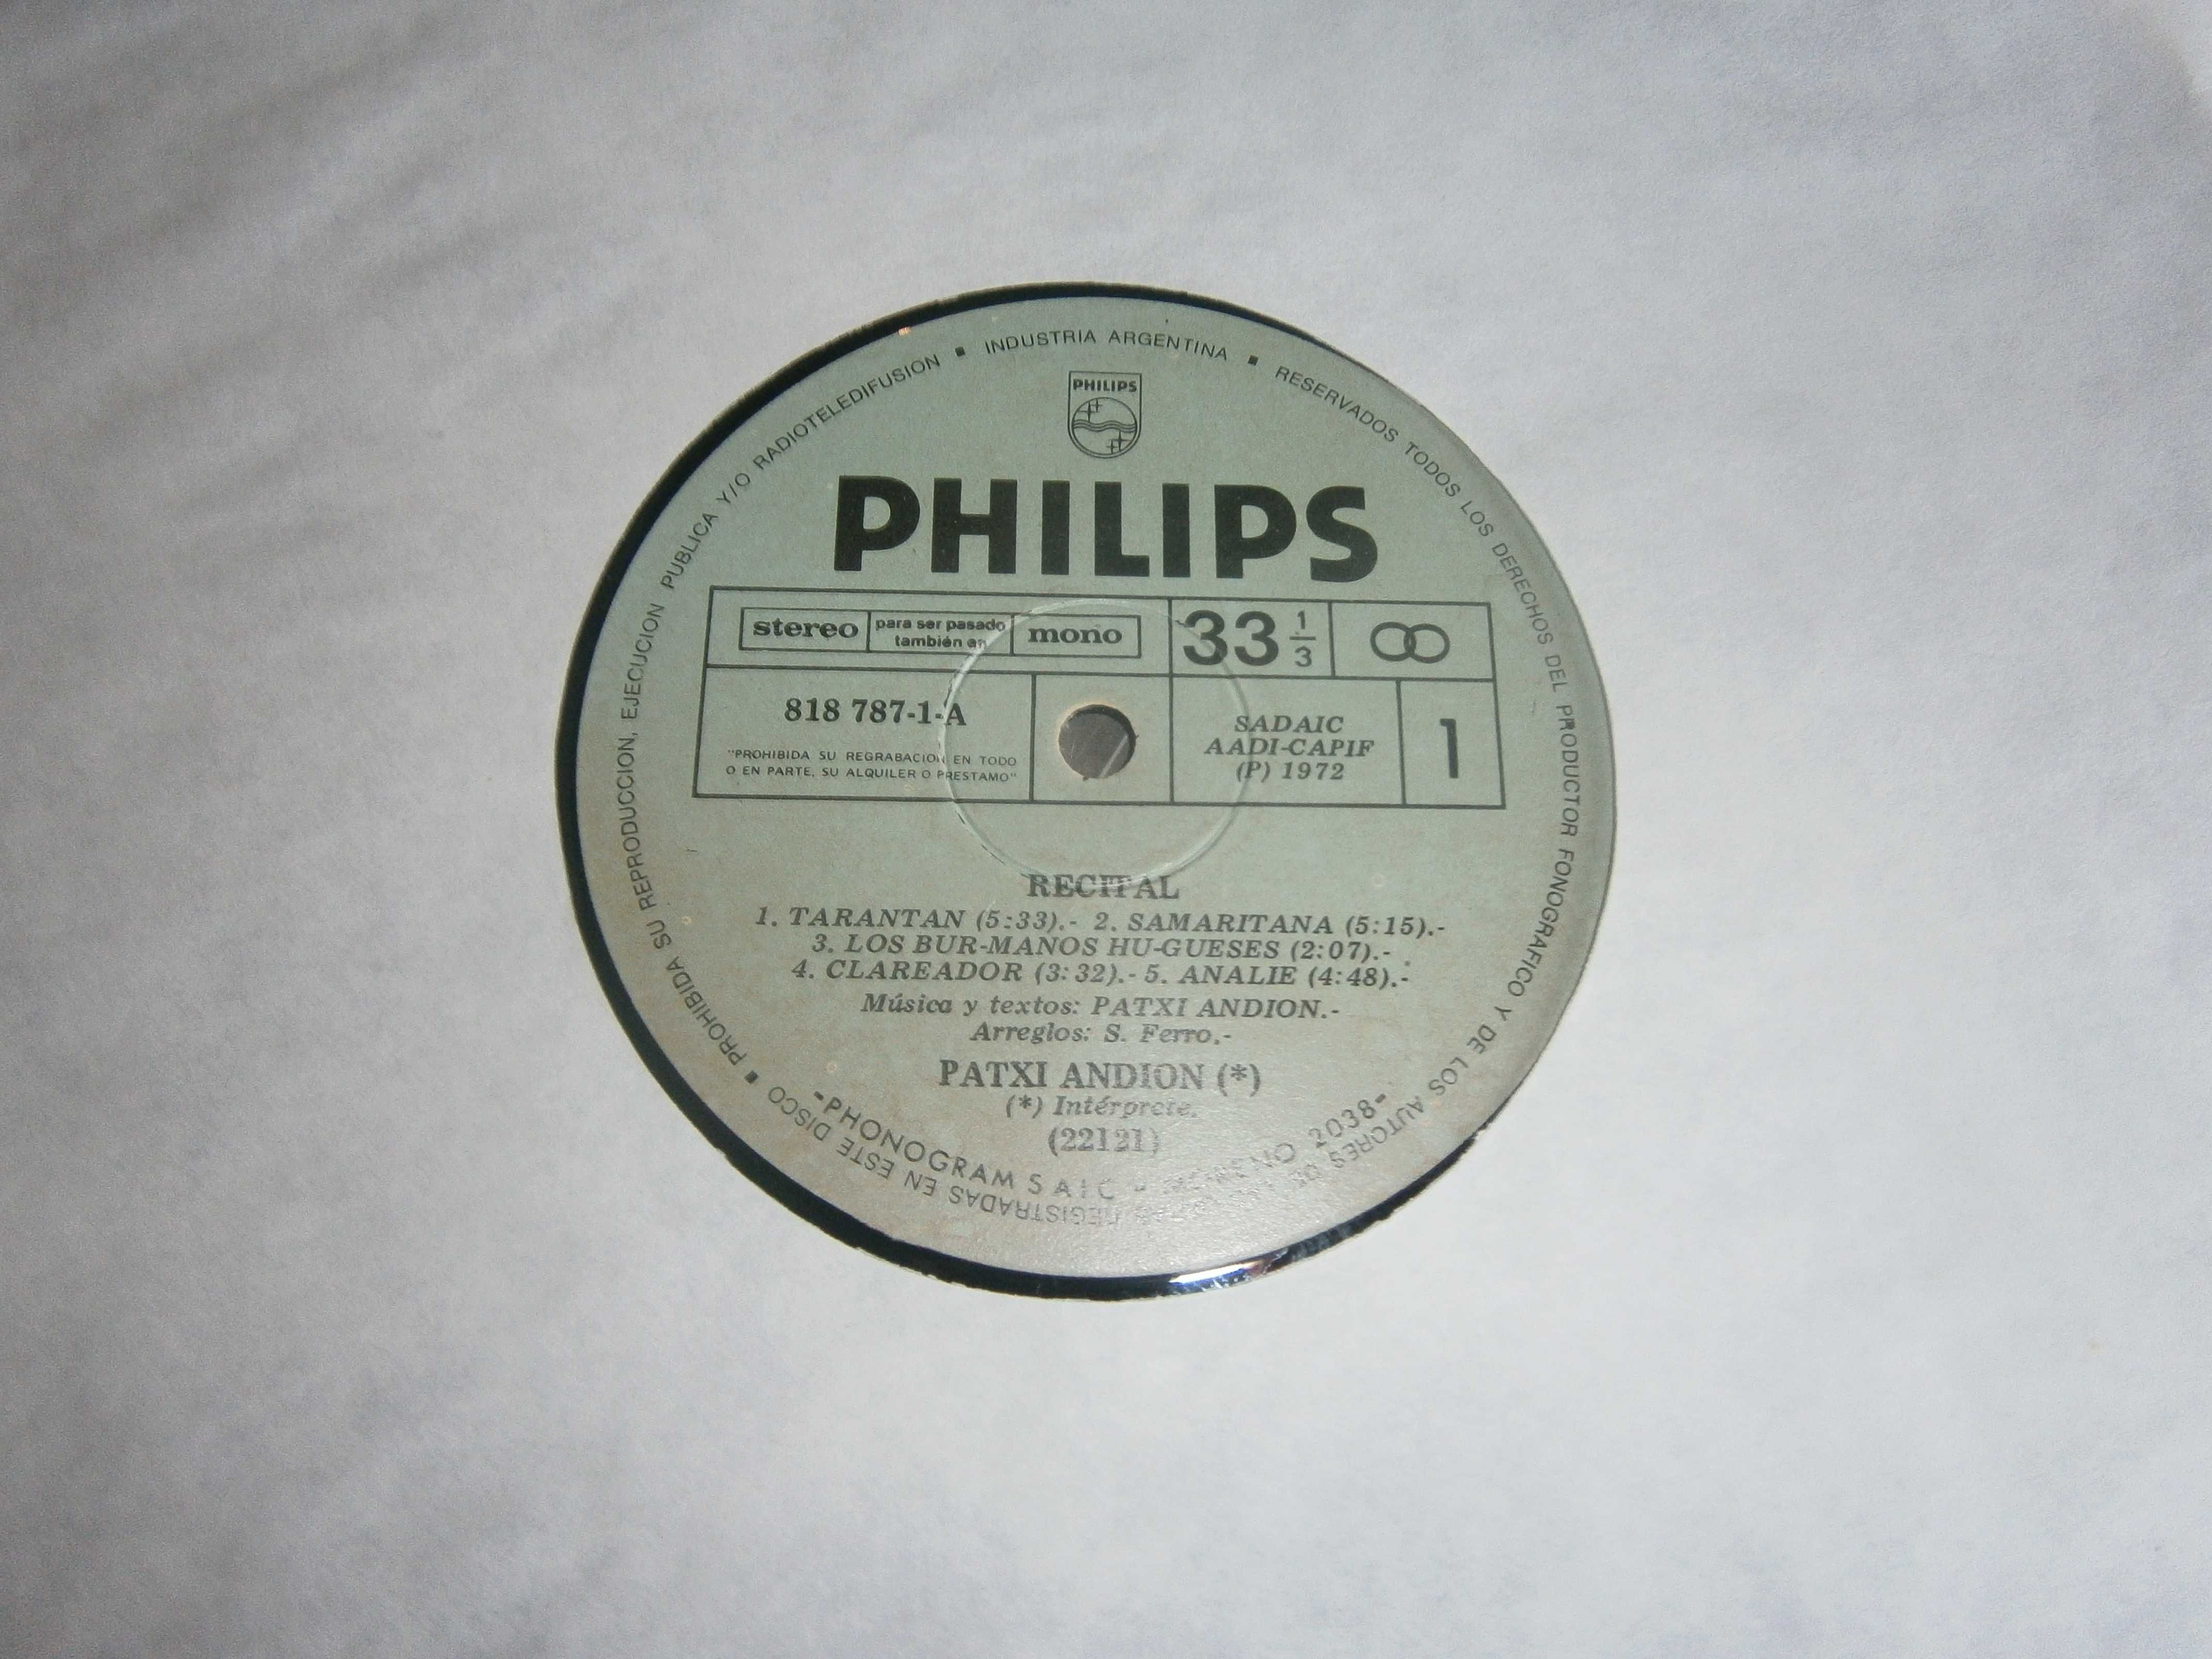 PROHIBIDA SU REPRODUCCION, EJECUCION PUBLICA Y/O RADIOTELEDIFUSION ▪ INDUSTRIA ARGENTINA ▪ RESERVADOS TODOS LOS DERECHOS DEL PRODUCTOR FONOGRAFICO Y DE LOS AUTORES DE REGISTRADAS EN ESTE DISCO ▪
PHILIPS
PHILIPS
stereo para ser pasado mono 33 1/3
también en
818 787-1-A
"PROHIBIDA SU REGRABACION EN TODO
O EN PARTE, SU ALQUILER O PRESTAMO"
SADAIC
AADI-CAPIF
(P) 1972
1
RECITAL
1. TARANTAN (5:33).- 2. SAMARITANA (5:15).-
3. LOS BUR-MANOS HU-GUESES (2:07).-
4. CLAREADOR (3:32).- 5. ANALIE (4:48).-
Música y textos: PATXI ANDION.-
Arreglos: S. Ferro.-
PATXI ANDION (*)
(*) Intérprete.
(22121)
-PHONOGRAM S A I C - NO 2038-